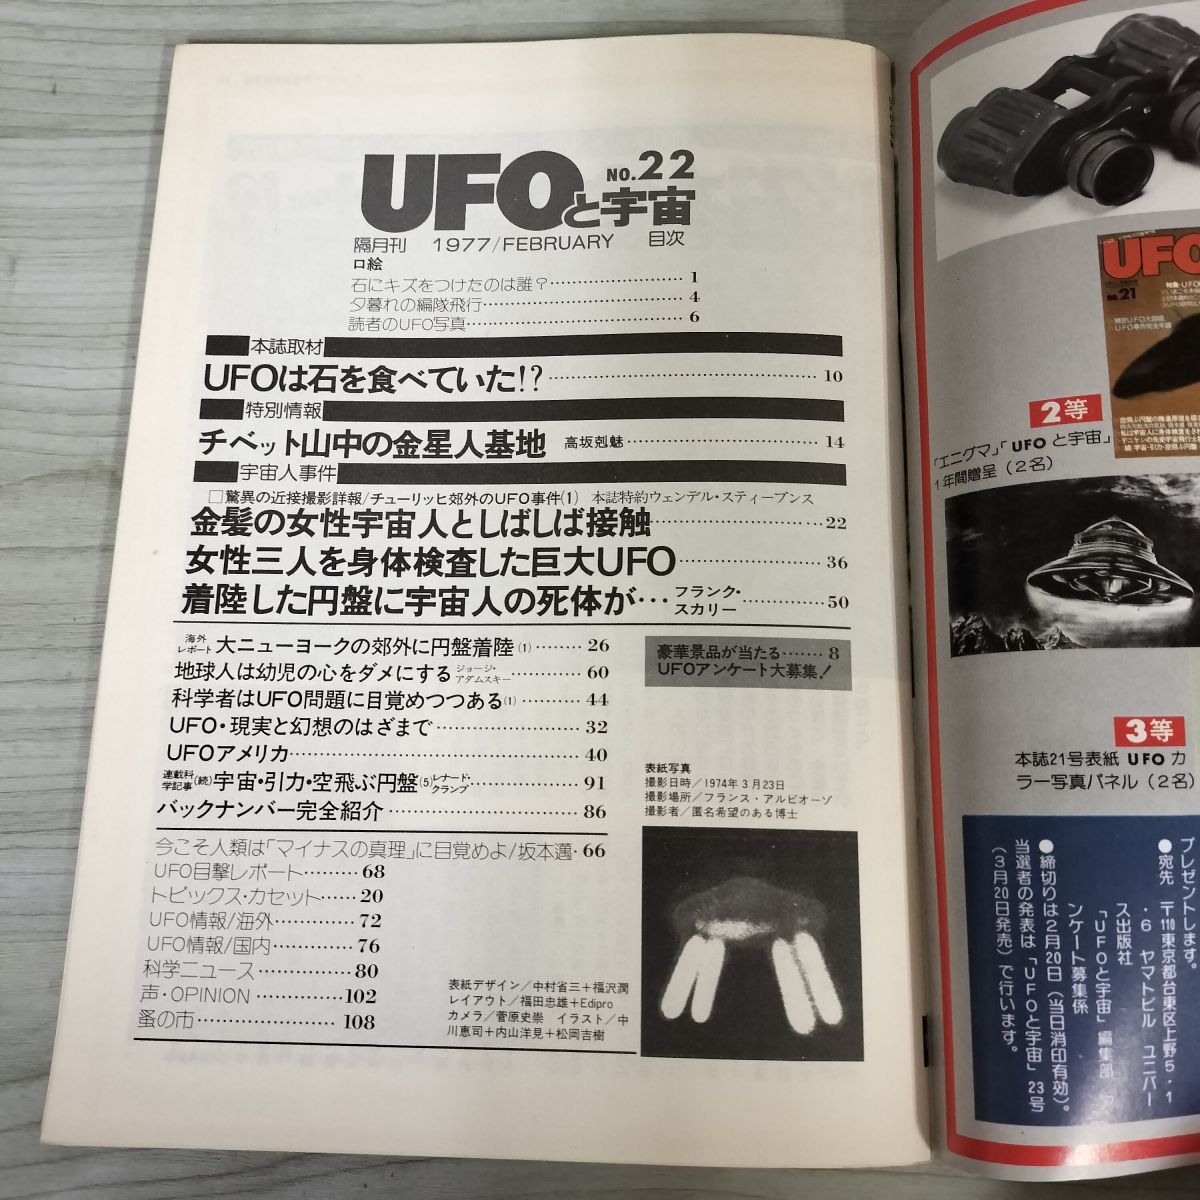 UFOと宇宙 NO.22
隔月刊 1977/FEBRUARY 目次
口絵
石にキズをつけたのは誰?……………………1
夕暮れの編隊飛行……………………4
読者のUFO写真……………………6
本誌取材
UFOは石を食べていた!?……………………10
特別情報
チベット山中の金星人基地 高坂剋魅……………………14
宇宙人事件
□驚異の近接撮影詳報/チューリッヒ郊外のUFO事件(1) 本誌特約ウェンデル・スティーブンス
金髪の女性宇宙人としばしば接触……………………22
女性三人を身体検査した巨大UFO……………………36
着陸した円盤に宇宙人の死体が… フランク・スカリー……………50
海外レポート 大ニューヨークの郊外に円盤着陸(1)………26
地球人は幼児の心をダメにする ジョージ・アダムスキー…………60
科学者はUFO問題に目覚めつつある(1)…………44
UFO・現実と幻想のはざまで……………………32
UFOアメリカ……………………40
連載科学記事 (続)宇宙・引力・空飛ぶ円盤(5) レナード・クランプ……………91
バックナンバー完全紹介……………………86
豪華景品が当たる……8
UFOアンケート大募集!
今こそ人類は「マイナスの真理」に目覚めよ/坂本邁・66
UFO目撃レポート………68
トピックス・カセット……20
UFO情報/海外…………72
UFO情報/国内…………76
科学ニュース……………80
声・OPINION……………102
蚤の市……………………108
表紙写真
撮影日時/1974年3月23日
撮影場所/フランス・アルビオーゾ
撮影者/匿名希望のある博士
表紙デザイン/中村省三+福沢潤
レイアウト/福田忠雄+Edipro
カメラ/菅原史崇 イラスト/中
川恵司+内山洋見+松岡吉樹
UFO
NO.21
2等
「エニグマ」「UFOと宇宙」
1年間贈呈(2名)
3等
本誌21号表紙 UFO カ
ラー写真パネル(2名)
プレゼントします。
●宛先 〒110東京都台東区上野5・1
・6 ヤマトビル ユニバー
ス出版社
「UFOと宇宙」編集部 ア
ンケート募集係
●締切りは2月20日(当日消印有効)。
当選者の発表は「UFOと宇宙」23号
(3月20日発売)で行います。